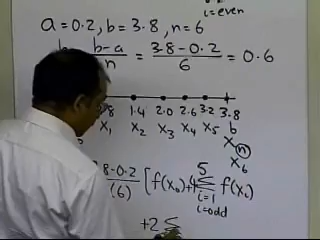 i=even
a=0.2, b=3.8, n=6
h = (b-a)/n = (3.8-0.2)/6 = 0.6
.8 1.4 2.0 2.6 3.2 3.8
x₁ x₂ x₃ x₄ x₅ b
xₙ
x₆
8-0.2/(6) [f(x₀)+4 5 Σ i=1 f(xᵢ)
i=odd
+2 Σ